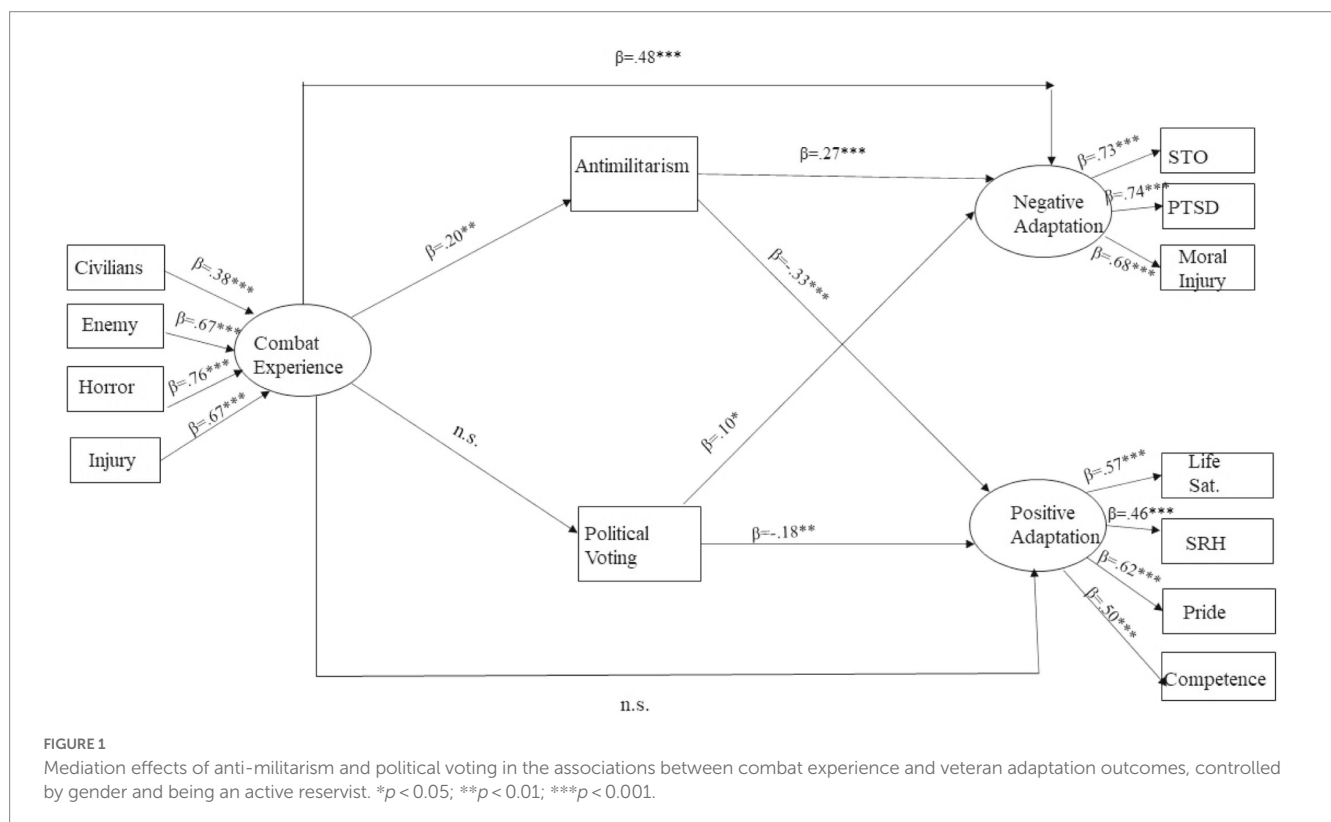 β=.48***
Antimilitarism
β=.27***
Negative
Adaptation
β=.73***
STO
β=.74***
PTSD
β=.68***
Moral
Injury
Civilians
β=.38***
Enemy
β=.67***
Horror
β=.76***
Injury
β=.67***
Combat
Experience
β=.20**
β=-.33***
n.s.
β=.10*
Political
Voting
β=-.18**
Positive
Adaptation
β=.57***
Life
Sat.
β=.46***
SRH
β=.62***
Pride
β=.50***
Competence
n.s.
FIGURE 1
Mediation effects of anti-militarism and political voting in the associations between combat experience and veteran adaptation outcomes, controlled
by gender and being an active reservist. *p < 0.05; **p < 0.01; ***p < 0.001.